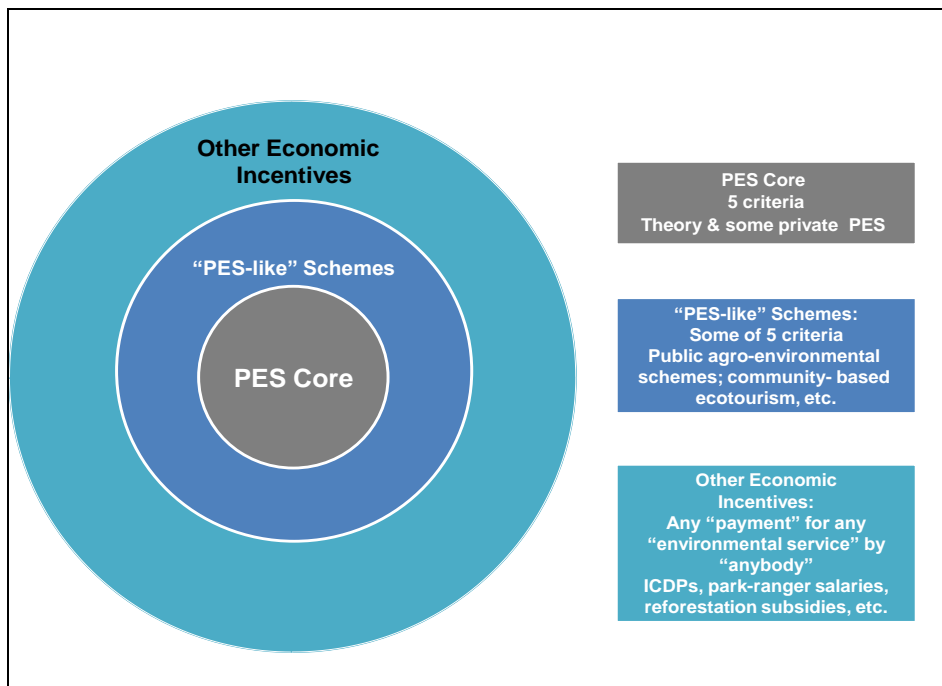 Other Economic
Incentives
“PES-like” Schemes
PES Core
PES Core
5 criteria
Theory & some private PES
“PES-like” Schemes:
Some of 5 criteria
Public agro-environmental
schemes; community- based
ecotourism, etc.
Other Economic
Incentives:
Any “payment” for any
“environmental service” by
“anybody”
ICDPs, park-ranger salaries,
reforestation subsidies, etc.